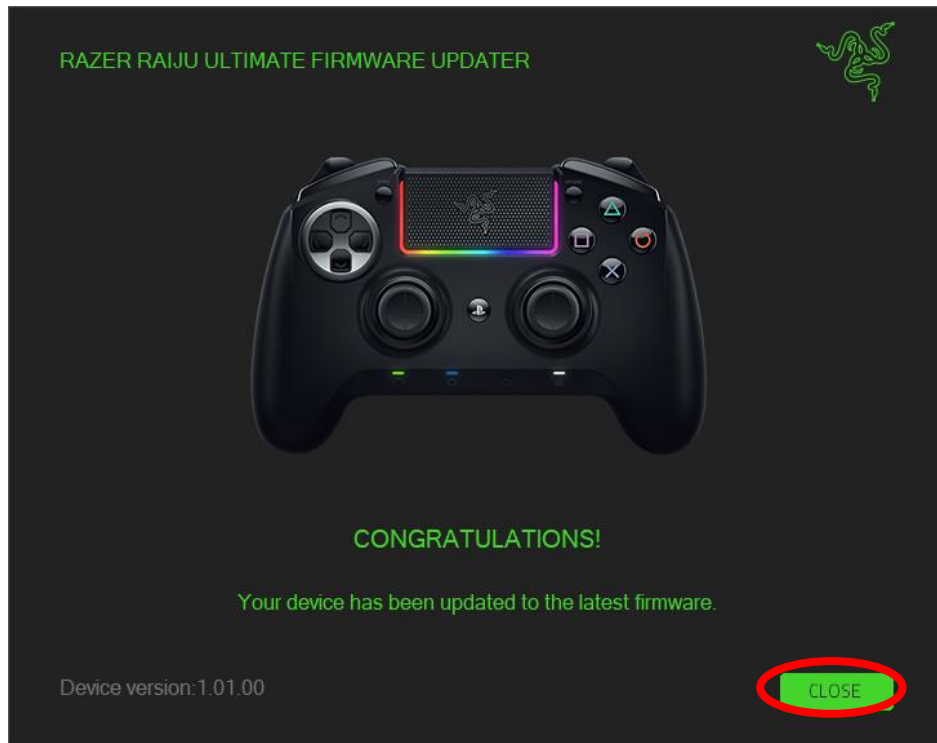 RAZER RAIJU ULTIMATE FIRMWARE UPDATER
CONGRATULATIONS!
Your device has been updated to the latest firmware.
Device version:1.01.00
CLOSE